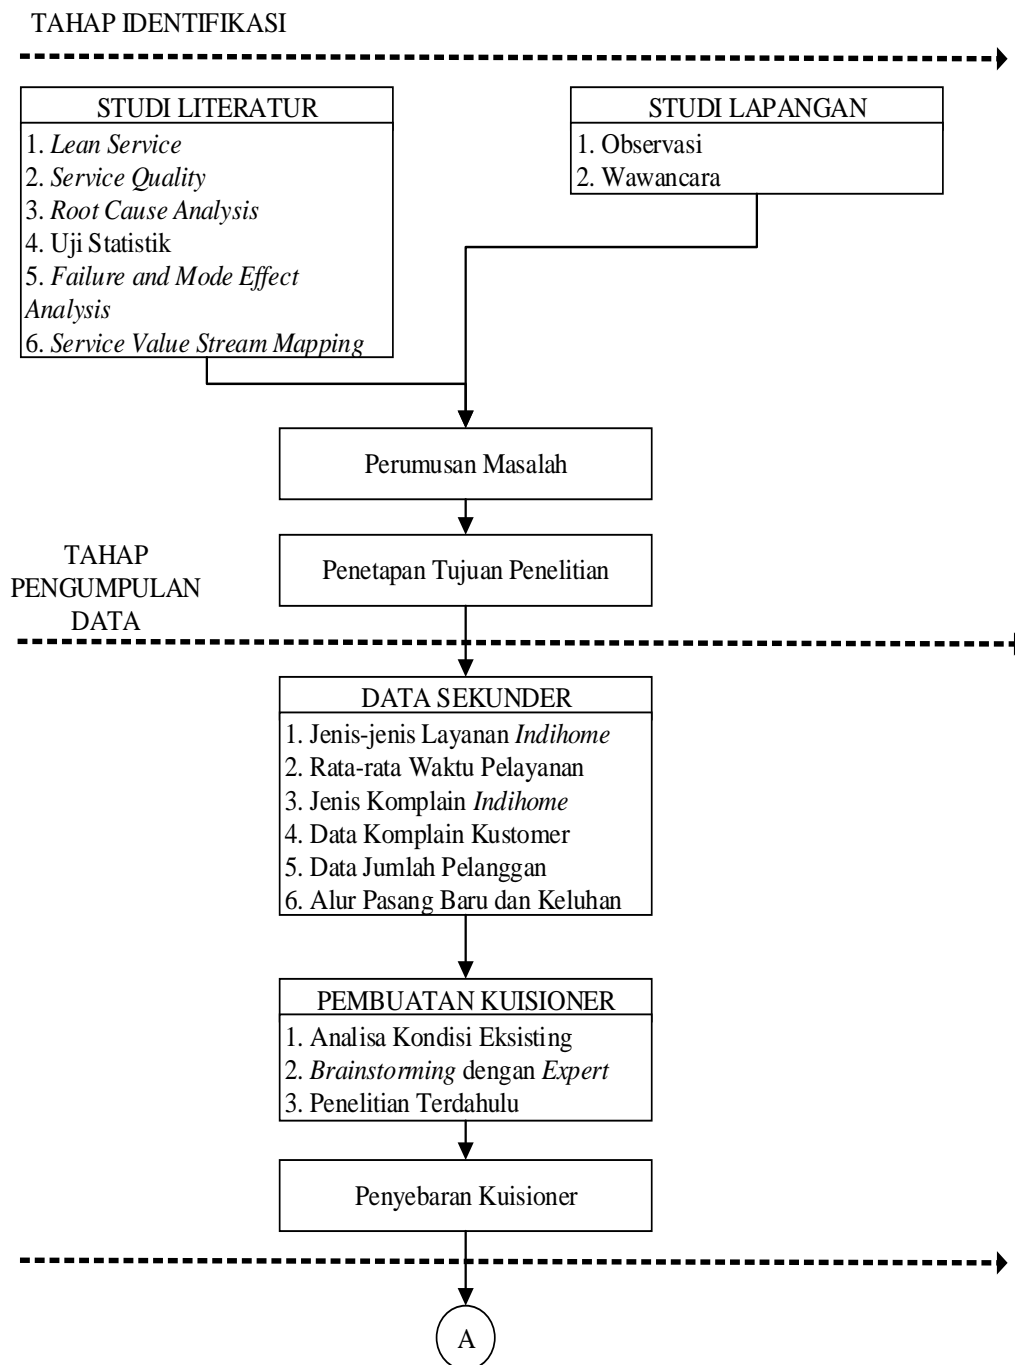 TAHAP IDENTIFIKASI
STUDI LITERATUR
1. Lean Service
2. Service Quality
3. Root Cause Analysis
4. Uji Statistik
5. Failure and Mode Effect
Analysis
6. Service Value Stream Mapping
STUDI LAPANGAN
1. Observasi
2. Wawancara
Perumusan Masalah
Penetapan Tujuan Penelitian
TAHAP
PENGUMPULAN
DATA
DATA SEKUNDER
1. Jenis-jenis Layanan Indihome
2. Rata-rata Waktu Pelayanan
3. Jenis Komplain Indihome
4. Data Komplain Kustomer
5. Data Jumlah Pelanggan
6. Alur Pasang Baru dan Keluhan
PEMBUATAN KUISIONER
1. Analisa Kondisi Eksisting
2. Brainstorming dengan Expert
3. Penelitian Terdahulu
Penyebaran Kuisioner
A